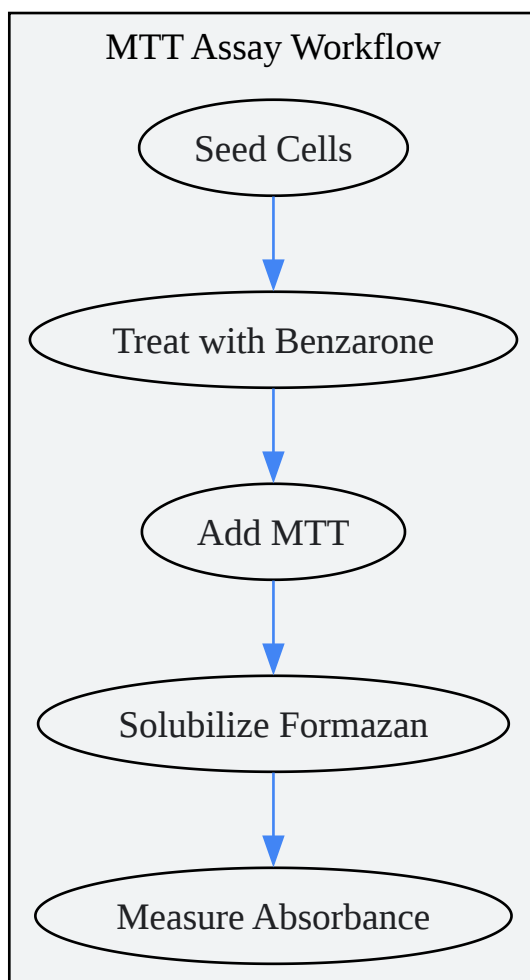 MTT Assay Workflow
Seed Cells
Treat with Benzarone
Add MTT
Solubilize Formazan
Measure Absorbance